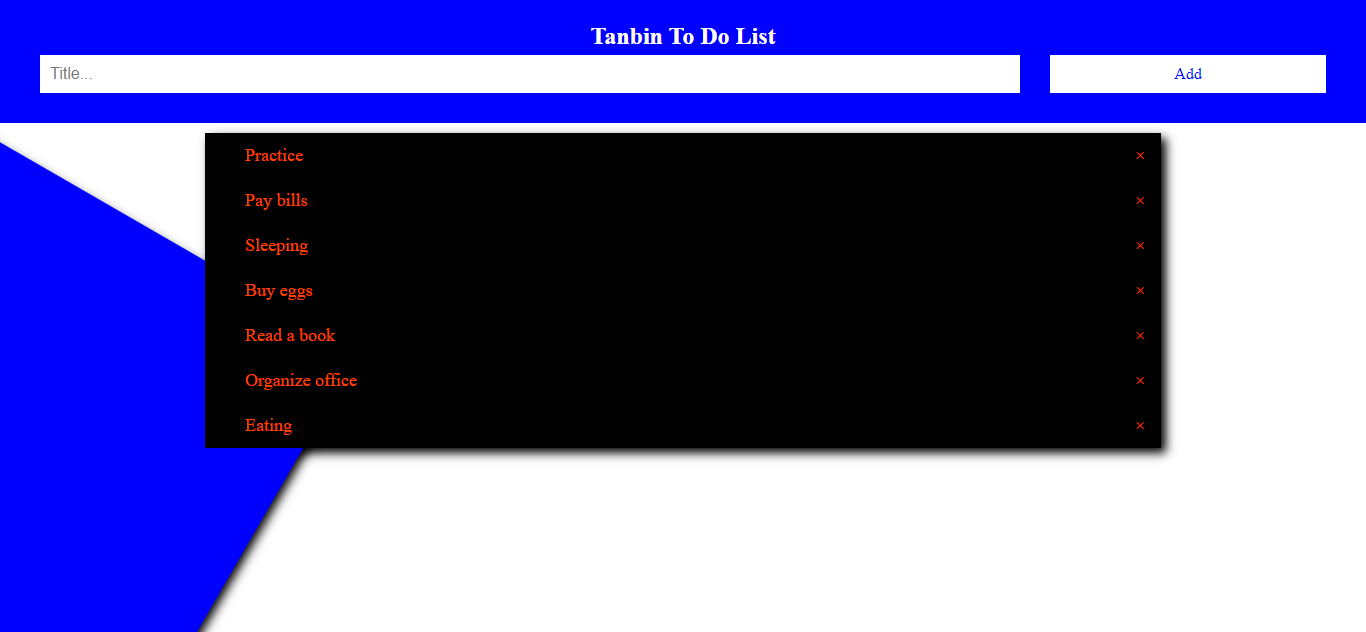 Tanbin To Do List
Title...
Add
Practice ×
Pay bills ×
Sleeping ×
Buy eggs ×
Read a book ×
Organize office ×
Eating ×